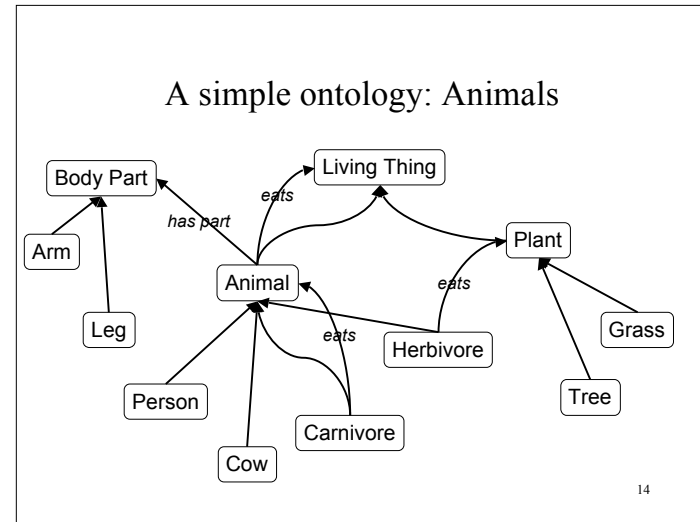 A simple ontology: Animals
Living Thing
Body Part
eats
has part
Plant
Arm
Animal
eats
Leg
eats
Herbivore
Grass
Person
Tree
Carnivore
Cow
14